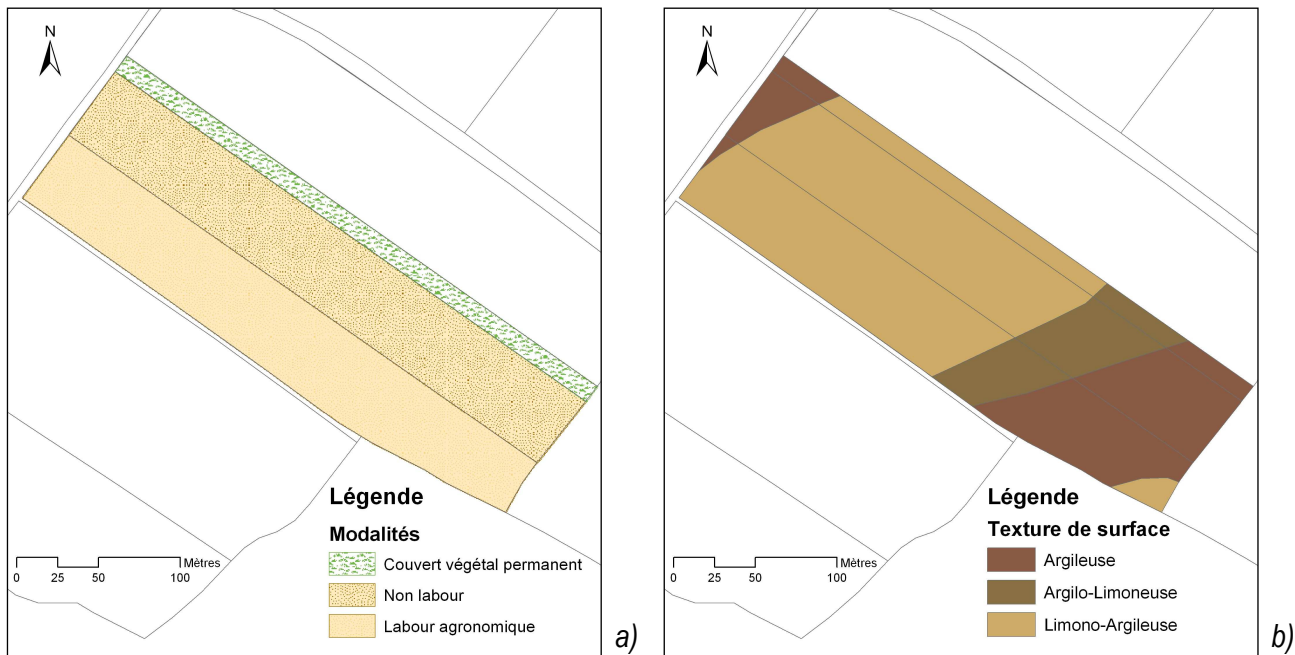 N
Légende
Modalités
Couvert végétal permanent
Non labour
Labour agronomique
0 25 50 100 Mètres
a)
N
Légende
Texture de surface
Argileuse
Argilo-Limoneuse
Limono-Argileuse
0 25 50 100 Mètres
b)